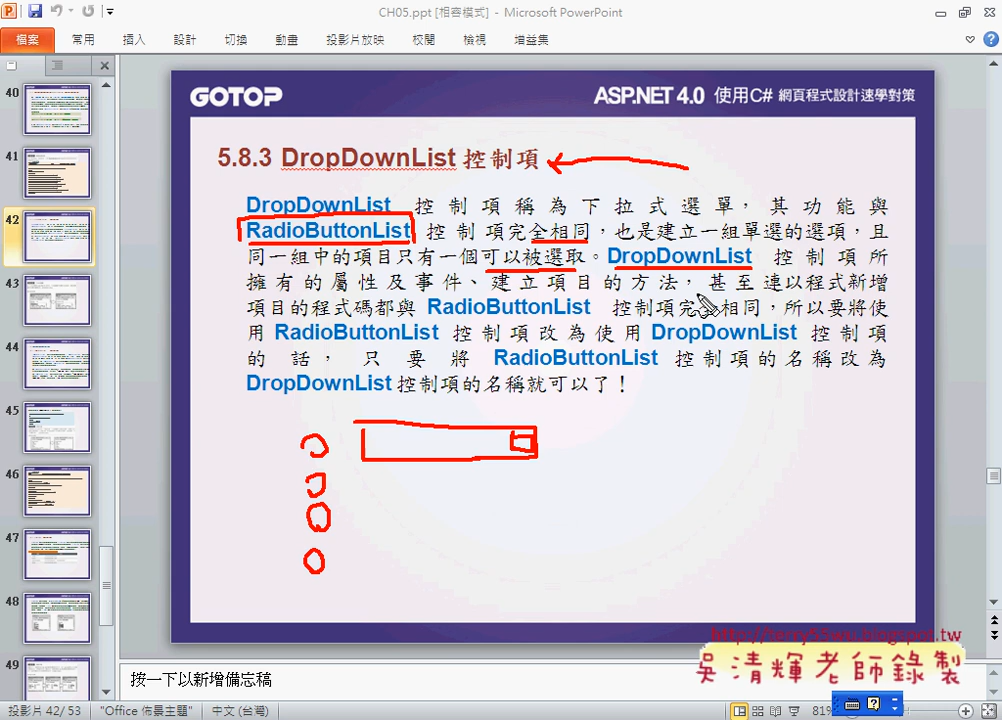 CH05.ppt [相容模式] - Microsoft PowerPoint
檔案 常用 插入 設計 切換 動畫 投影片放映 校閱 檢視 增益集
40
41
42
43
44
45
46
47
48
49
GOTOP ASP.NET 4.0 使用C# 網頁程式設計速學對策
5.8.3 DropDownList 控制項
DropDownList 控制項稱為下拉式選單，其功能與
RadioButtonList 控制項完全相同，也是建立一組單選的選項，且
同一組中的項目只有一個可以被選取。DropDownList 控制項所
擁有的屬性及事件、建立項目的方法，甚至連以程式新增
項目的程式碼都與 RadioButtonList 控制項完全相同，所以要將使
用 RadioButtonList 控制項改為使用 DropDownList 控制項
的話，只要將 RadioButtonList 控制項的名稱改為
DropDownList 控制項的名稱就可以了！
http://terry55wu.blogspot.tw
吳清輝老師錄製
按一下以新增備忘稿
投影片 42/ 53 "Office 佈景主題" 中文 (台灣) 81%